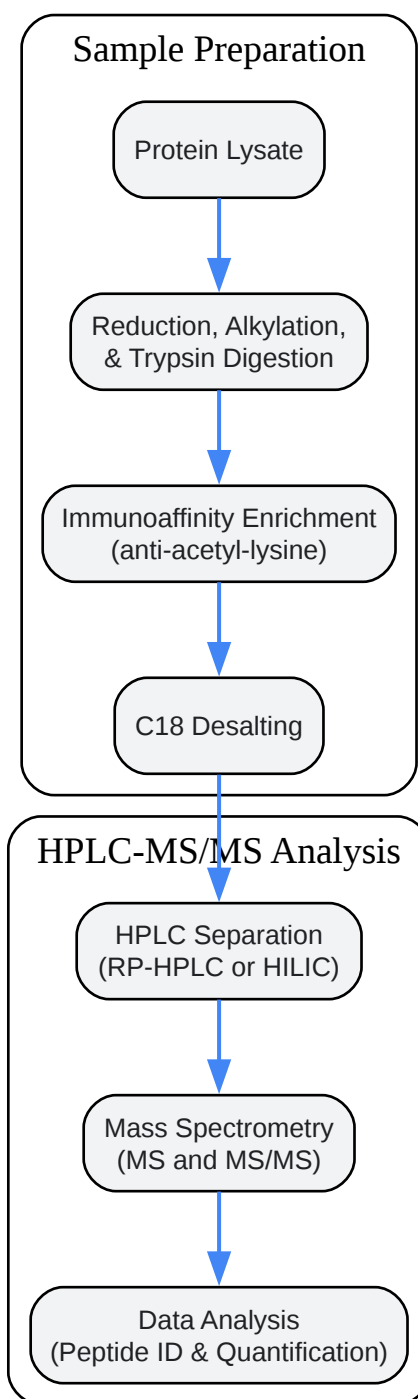 Sample Preparation
Protein Lysate
Reduction, Alkylation,
& Trypsin Digestion
Immunoaffinity Enrichment
(anti-acetyl-lysine)
C18 Desalting
HPLC-MS/MS Analysis
HPLC Separation
(RP-HPLC or HILIC)
Mass Spectrometry
(MS and MS/MS)
Data Analysis
(Peptide ID & Quantification)